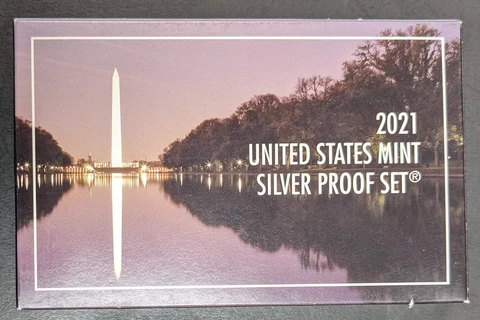 2021
UNITED STATES MINT
SILVER PROOF SET®